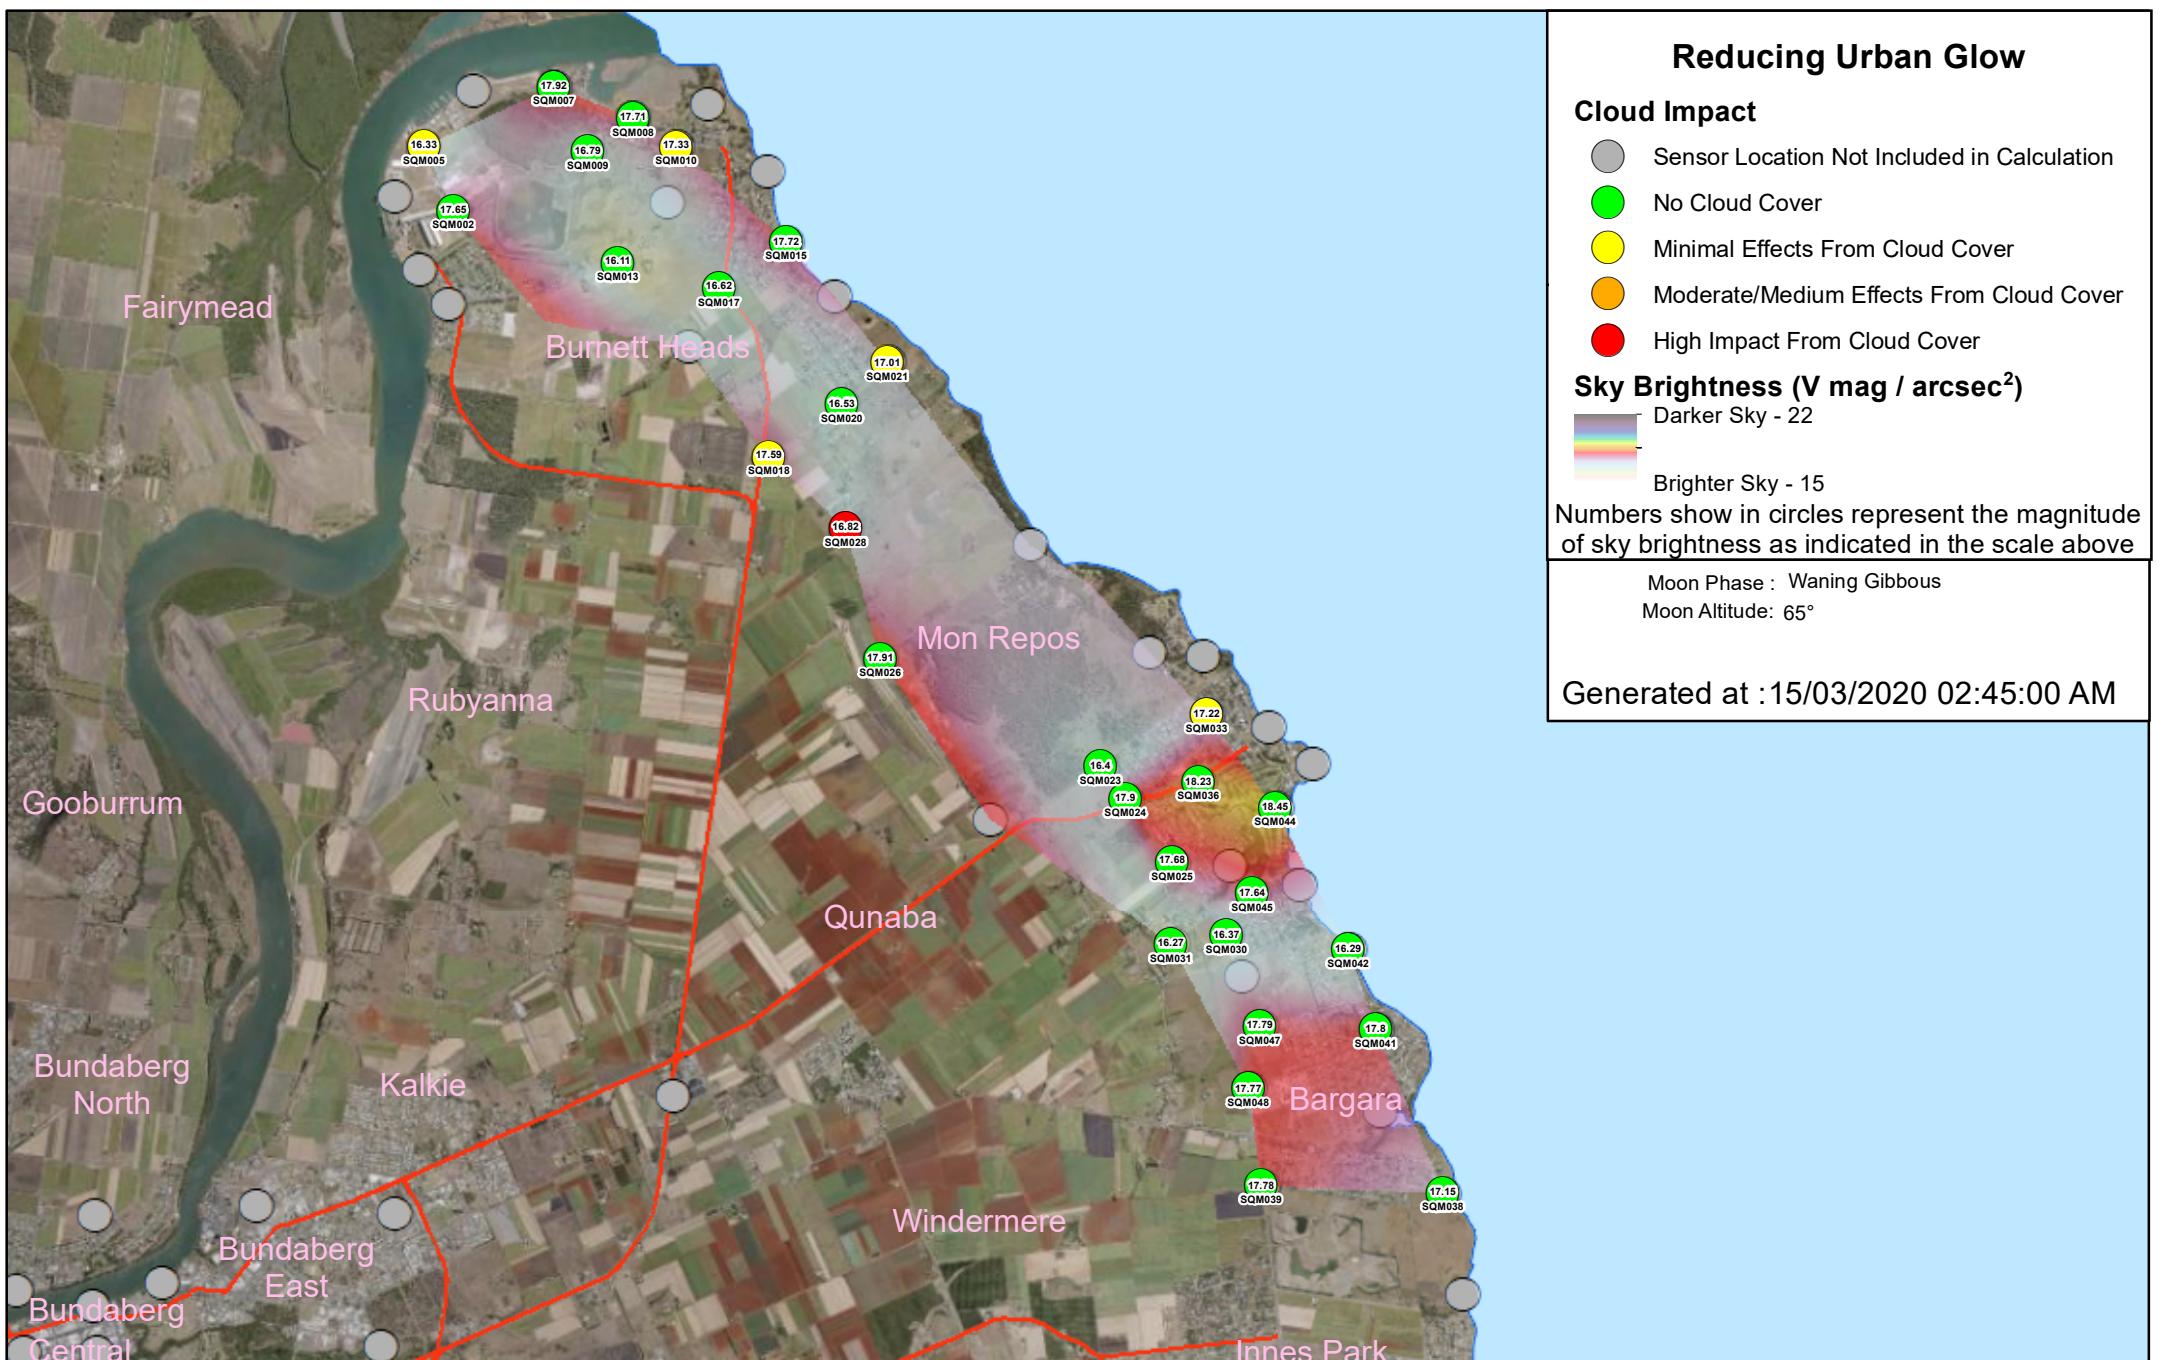 Reducing Urban Glow
Cloud Impact
Sensor Location Not Included in Calculation
No Cloud Cover
Minimal Effects From Cloud Cover
Moderate/Medium Effects From Cloud Cover
High Impact From Cloud Cover
Sky Brightness (V mag / arcsec²)
Darker Sky - 22
Brighter Sky - 15
Numbers show in circles represent the magnitude
of sky brightness as indicated in the scale above
Moon Phase : Waning Gibbous
Moon Altitude: 65°
Generated at :15/03/2020 02:45:00 AM
17.92
SQM007
17.71
SQM008
16.33
SQM005
16.79
SQM009
17.33
SQM010
17.65
SQM002
17.72
SQM015
16.11
SQM013
16.62
SQM017
Fairymead
Burnett Heads
17.01
SQM021
16.53
SQM020
17.59
SQM018
16.82
SQM028
Mon Repos
17.91
SQM026
Rubyanna
17.22
SQM033
16.4
SQM023
18.23
SQM036
17.9
SQM024
18.45
SQM044
Gooburrum
17.68
SQM025
17.64
SQM045
Qunaba
16.27
SQM031
16.37
SQM030
16.29
SQM042
17.79
SQM047
17.8
SQM041
Bundaberg
North
Kalkie
17.77
SQM048
Bargara
17.78
SQM039
17.15
SQM038
Windermere
Bundaberg
East
Bundaberg
Central
Innes Park